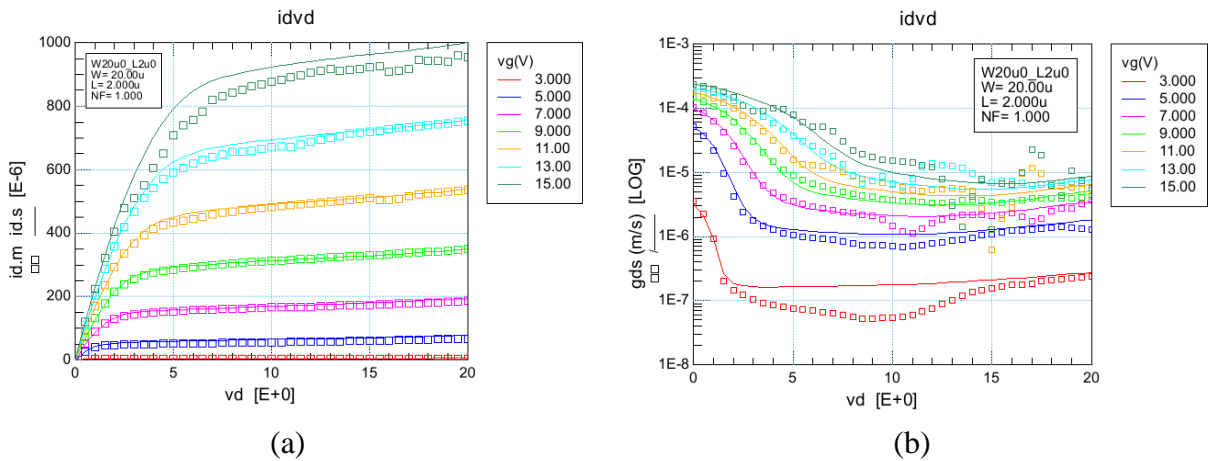 idvd
1000
800
600
400
200
0
id.m id.s [E-6]
W20u0_L2u0
W= 20.00u
L= 2.000u
NF= 1.000
0 5 10 15 20
vd [E+0]
vg(V)
3.000
5.000
7.000
9.000
11.00
13.00
15.00
(a)
idvd
1E-3
1E-4
1E-5
1E-6
1E-7
1E-8
gds (m/s) [LOG]
W20u0_L2u0
W= 20.00u
L= 2.000u
NF= 1.000
0 5 10 15 20
vd [E+0]
vg(V)
3.000
5.000
7.000
9.000
11.00
13.00
15.00
(b)